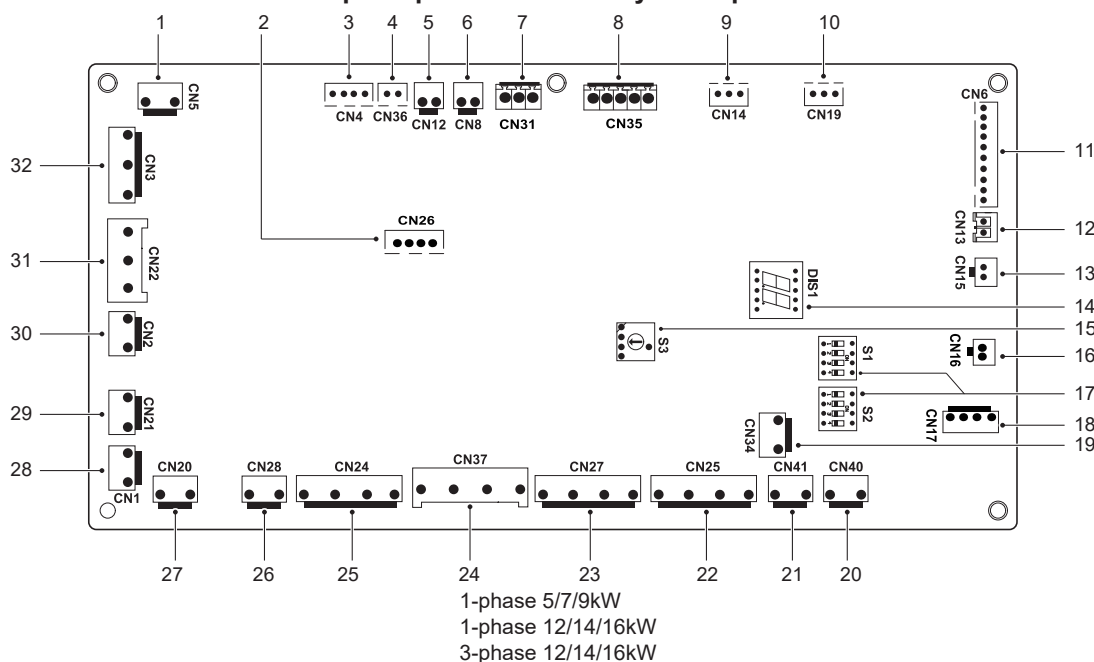 1 2 3 4 5 6 7 8 9 10
CN5
CN4 CN36 CN12 CN8 CN31 CN35 CN14 CN19 CN6
32 CN3 11
CN26 CN13 12
31 CN22 CN15 13
DIS1 14
15
30 CN2 S3 S1 CN16 16
17
29 CN21 S2 CN17 18
CN34 19
28 CN1 CN20 CN28 CN24 CN37 CN27 CN25 CN41 CN40
27 26 25 24 23 22 21 20
1-phase 5/7/9kW
1-phase 12/14/16kW
3-phase 12/14/16kW